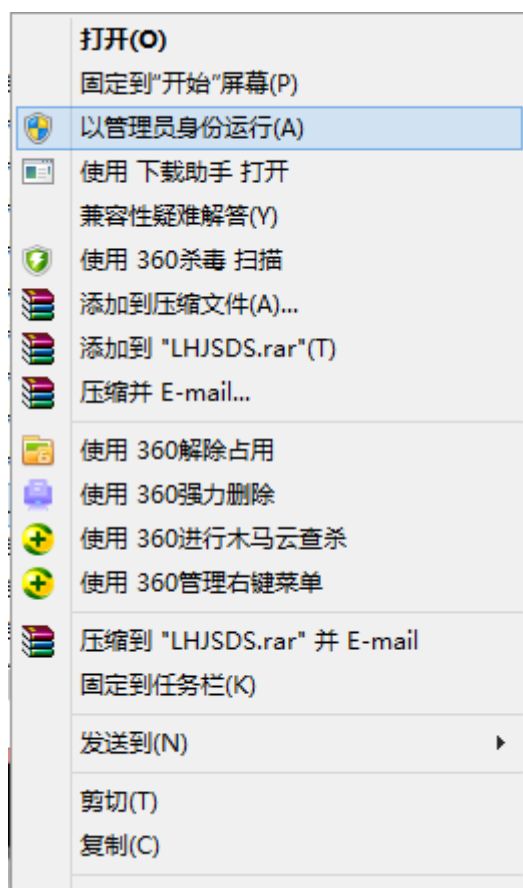 打开(O)
固定到"开始"屏幕(P)
以管理员身份运行(A)
使用 下载助手 打开
兼容性疑难解答(Y)
使用 360杀毒 扫描
添加到压缩文件(A)...
添加到 "LHJSDS.rar"(T)
压缩并 E-mail...
使用 360解除占用
使用 360强力删除
使用 360进行木马云查杀
使用 360管理右键菜单
压缩到 "LHJSDS.rar" 并 E-mail
固定到任务栏(K)
发送到(N)
剪切(T)
复制(C)